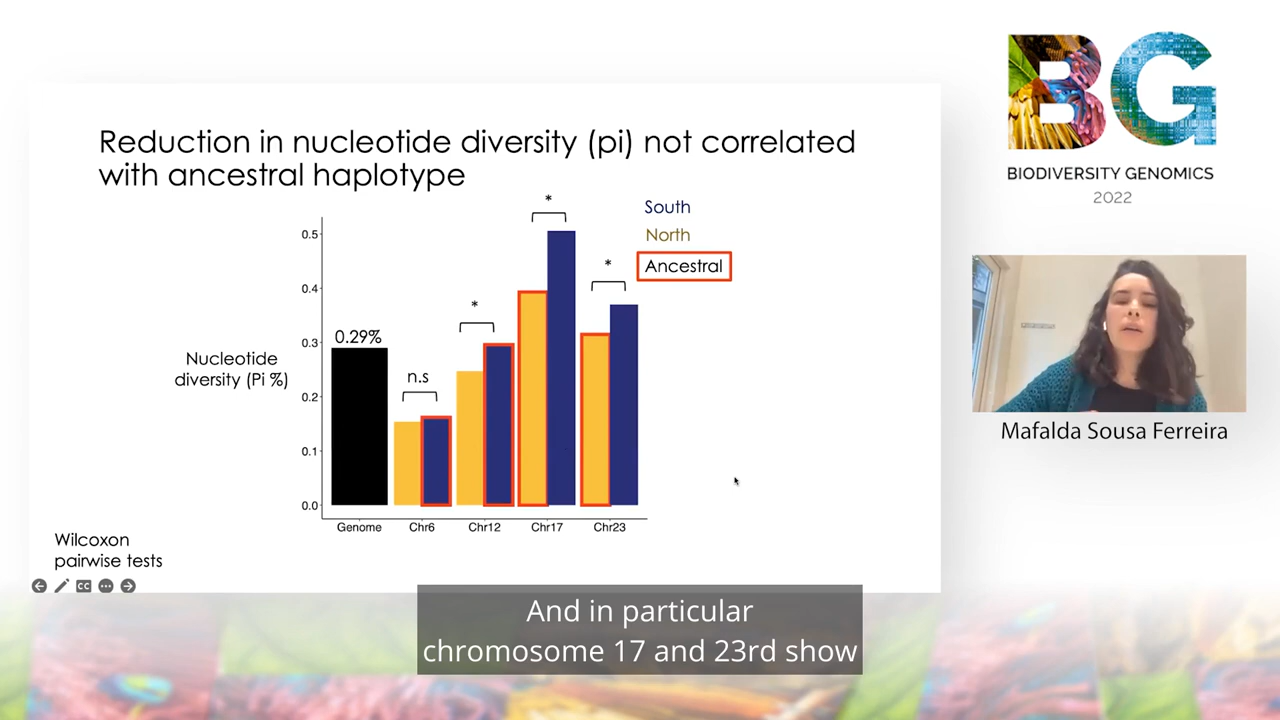 Reduction in nucleotide diversity (pi) not correlated
with ancestral haplotype
South
North
Ancestral
Nucleotide
diversity (Pi %)
0.5
0.4
0.3
0.2
0.1
0.0
0.29%
n.s
*
*
*
Genome
Chr6
Chr12
Chr17
Chr23
Wilcoxon
pairwise tests
CC
BG
BIODIVERSITY GENOMICS
2022
Mafalda Sousa Ferreira
And in particular
chromosome 17 and 23rd show